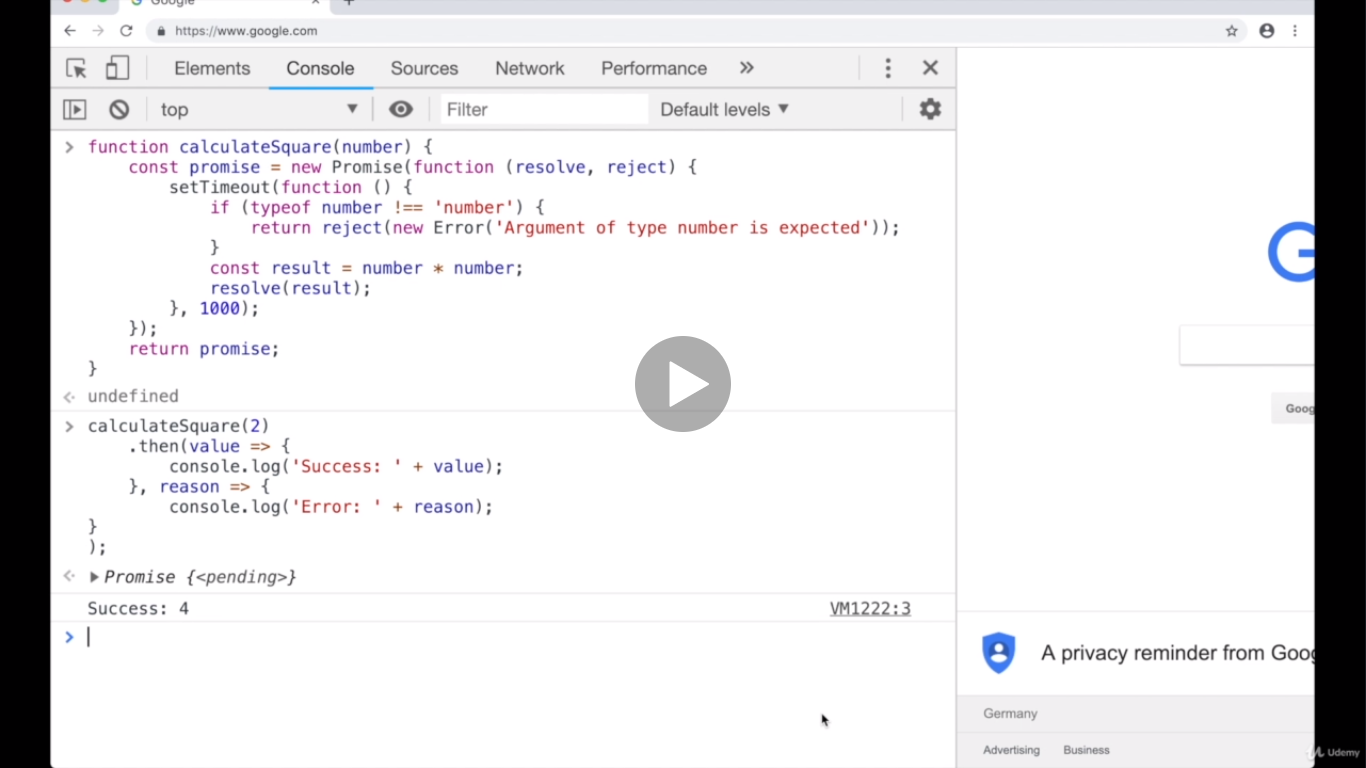 Google
https://www.google.com
Elements Console Sources Network Performance »
top Filter Default levels
function calculateSquare(number) {
const promise = new Promise(function (resolve, reject) {
setTimeout(function () {
if (typeof number !== 'number') {
return reject(new Error('Argument of type number is expected'));
}
const result = number * number;
resolve(result);
}, 1000);
});
return promise;
}
undefined
calculateSquare(2)
.then(value => {
console.log('Success: ' + value);
}, reason => {
console.log('Error: ' + reason);
}
);
Promise {<pending>}
Success: 4 VM1222:3
Goog
A privacy reminder from Goog
Germany
Advertising Business
Udemy